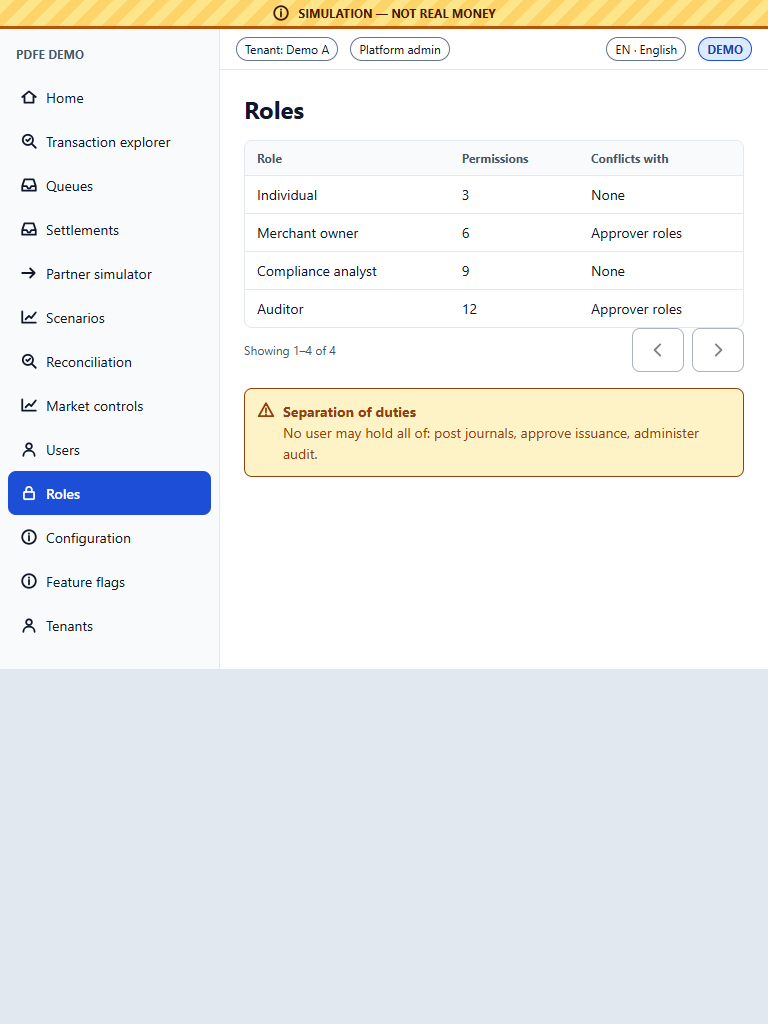 SIMULATION — NOT REAL MONEY
PDFE DEMO
Tenant: Demo A
Platform admin
EN · English
DEMO
Home
Transaction explorer
Queues
Settlements
Partner simulator
Scenarios
Reconciliation
Market controls
Users
Roles
Configuration
Feature flags
Tenants
Roles
Role Permissions Conflicts with
Individual 3 None
Merchant owner 6 Approver roles
Compliance analyst 9 None
Auditor 12 Approver roles
Showing 1–4 of 4
Separation of duties
No user may hold all of: post journals, approve issuance, administer
audit.